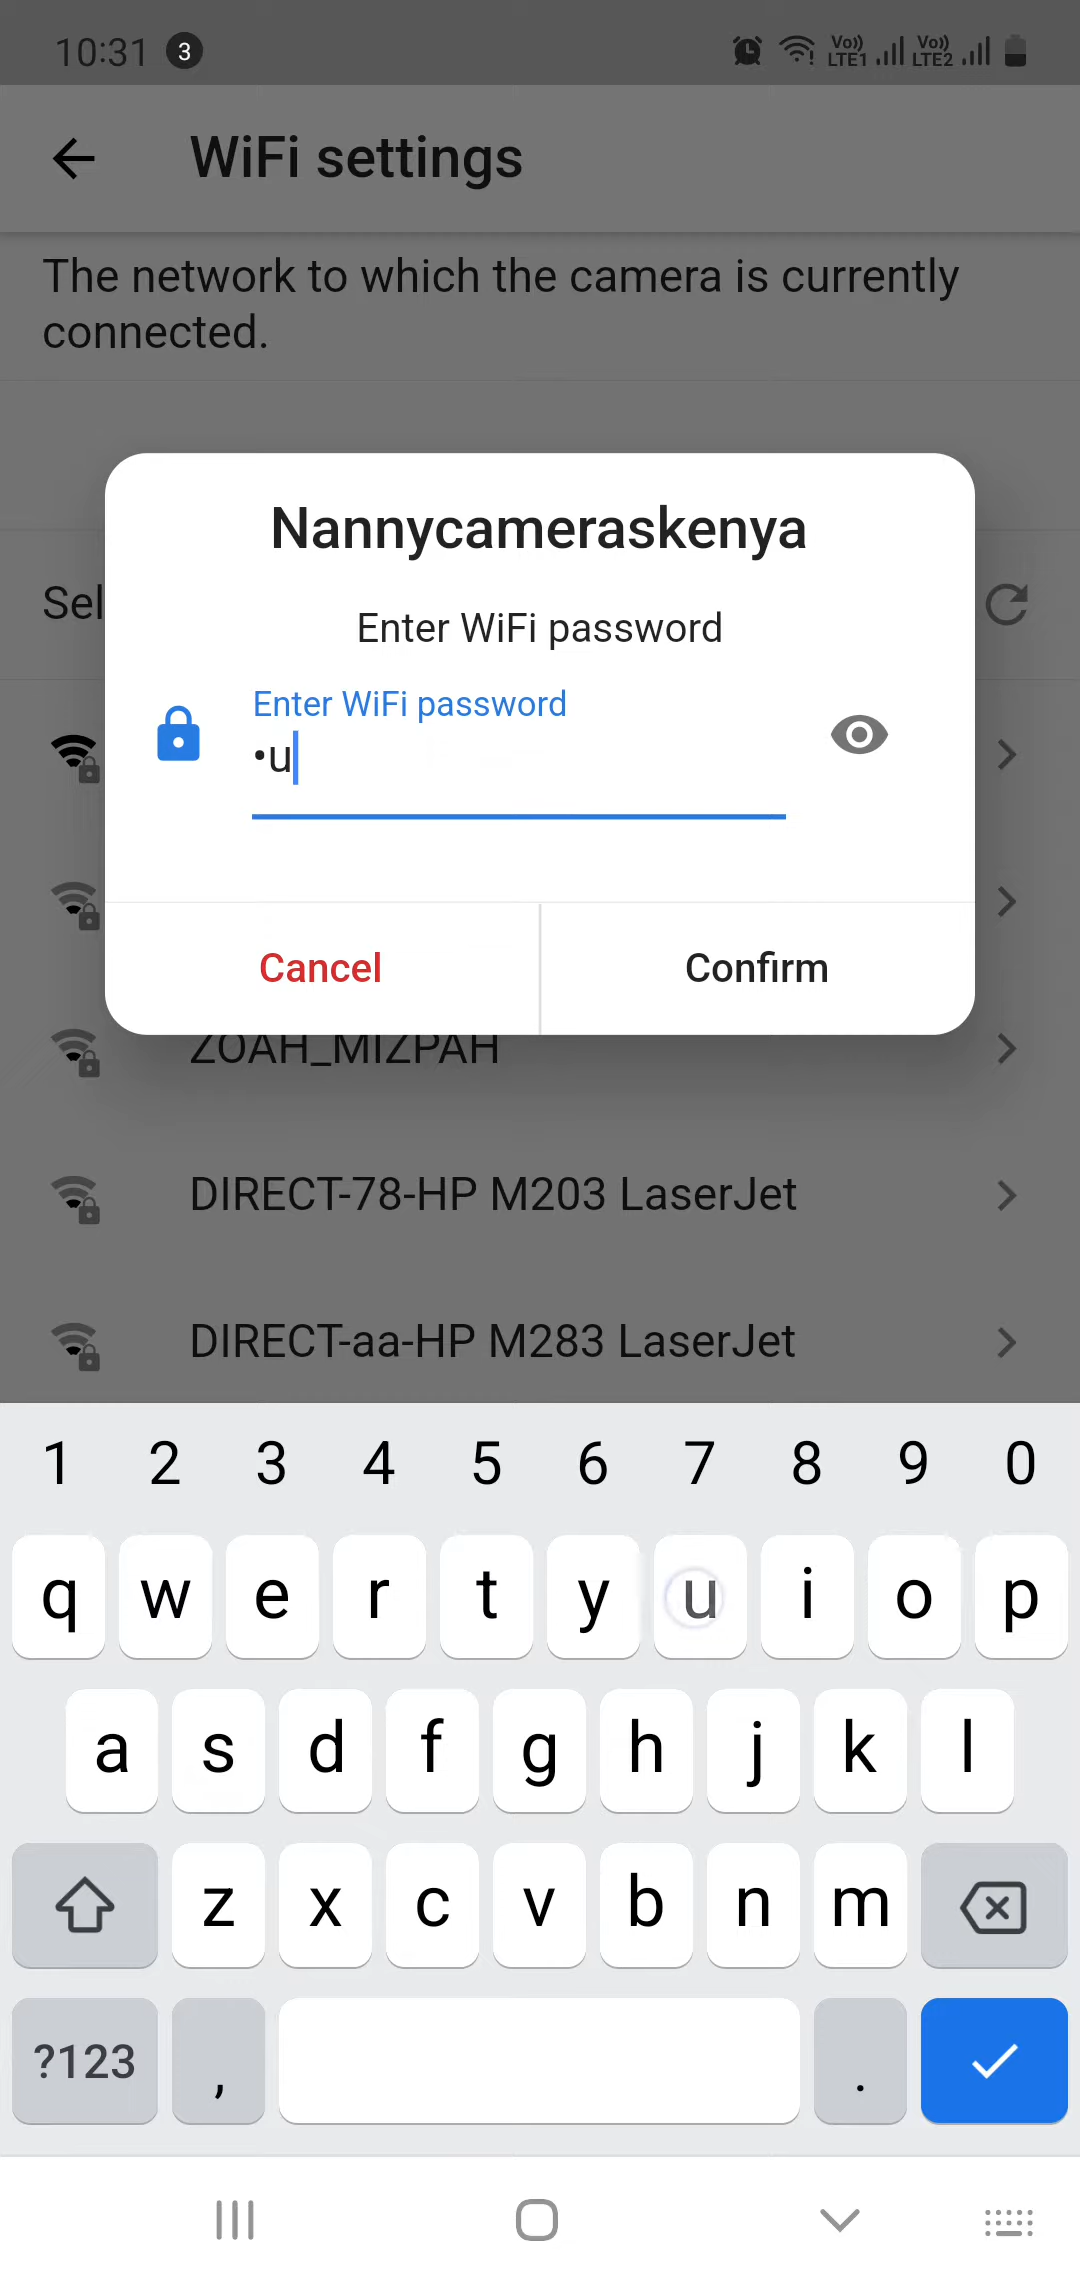 10:31 3 Vo)) LTE1 Vo)) LTE2
WiFi settings
The network to which the camera is currently
connected.
Nannycameraskenya
Enter WiFi password
Sel
Enter WiFi password
•u
Cancel Confirm
ZOAH_MIZPAH
DIRECT-78-HP M203 LaserJet
DIRECT-aa-HP M283 LaserJet
1 2 3 4 5 6 7 8 9 0
q w e r t y u i o p
a s d f g h j k l
z x c v b n m
?123 , .